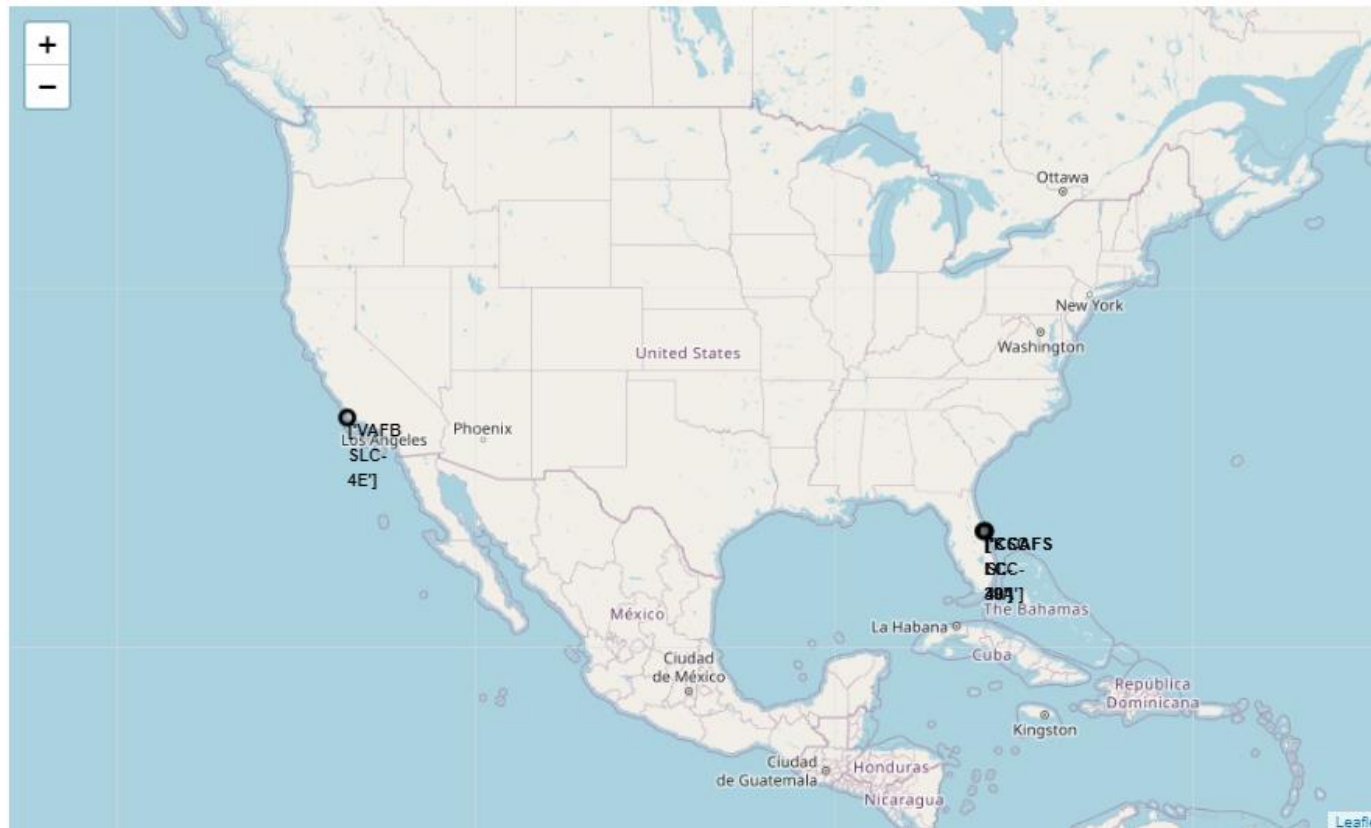 +
−
Ottawa
New York
Washington
United States
Phoenix
Los Angeles
['VAFB
SLC-
4E']
The Bahamas
La Habana
Cuba
México
Ciudad
de México
República
Dominicana
Kingston
Ciudad
de Guatemala
Honduras
Nicaragua